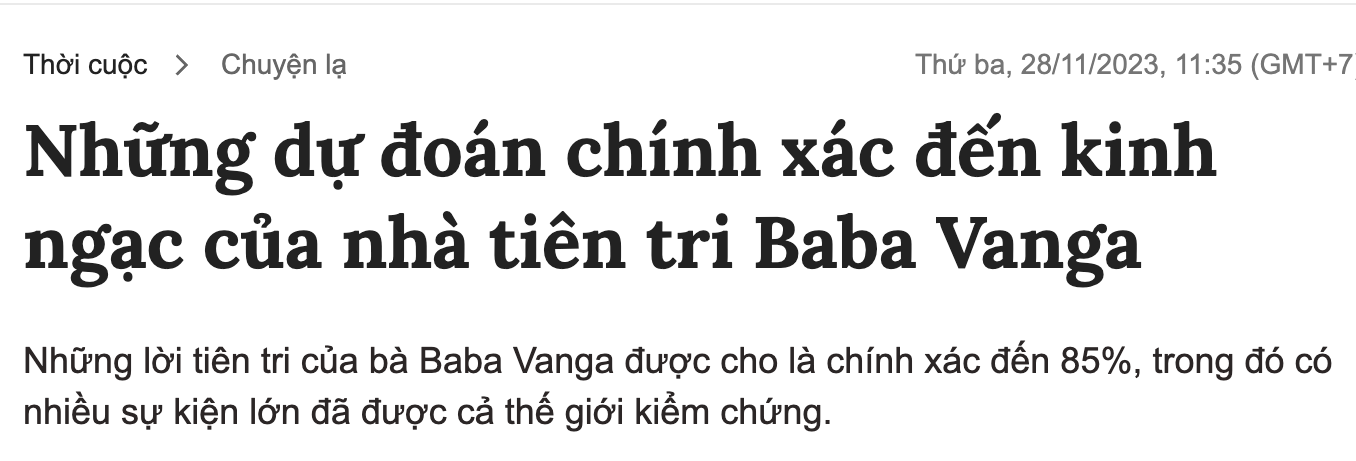 Thời cuộc > Chuyện lạ Thứ ba, 28/11/2023, 11:35 (GMT+7)
Những dự đoán chính xác đến kinh
ngạc của nhà tiên tri Baba Vanga
Những lời tiên tri của bà Baba Vanga được cho là chính xác đến 85%, trong đó có
nhiều sự kiện lớn đã được cả thế giới kiểm chứng.